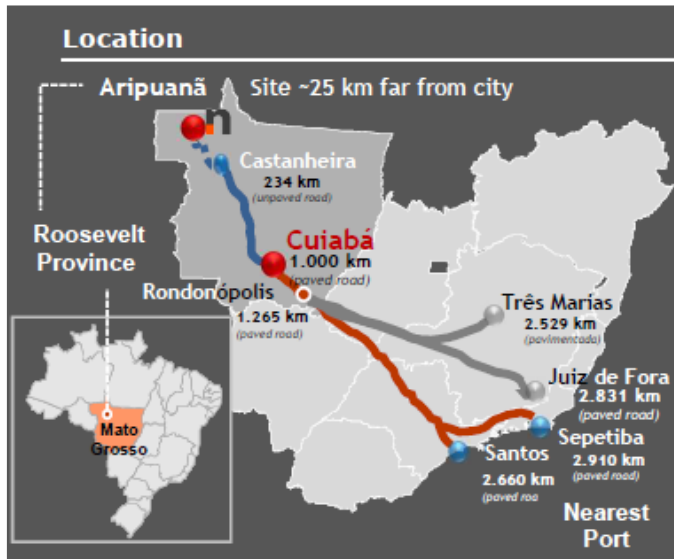 Location
Aripuanã
Site ~25 km far from city
n
Castanheira
234 km
(unpaved road)
Roosevelt
Province
Cuiabá
1.000 km
(paved road)
Rondonópolis
1.265 km
(paved road)
Três Marias
2.529 km
(pavimentada)
Juiz de Fora
2.831 km
(paved road)
Mato
Grosso
Santos
2.660 km
(paved roa
Sepetiba
2.910 km
(paved road)
Nearest
Port